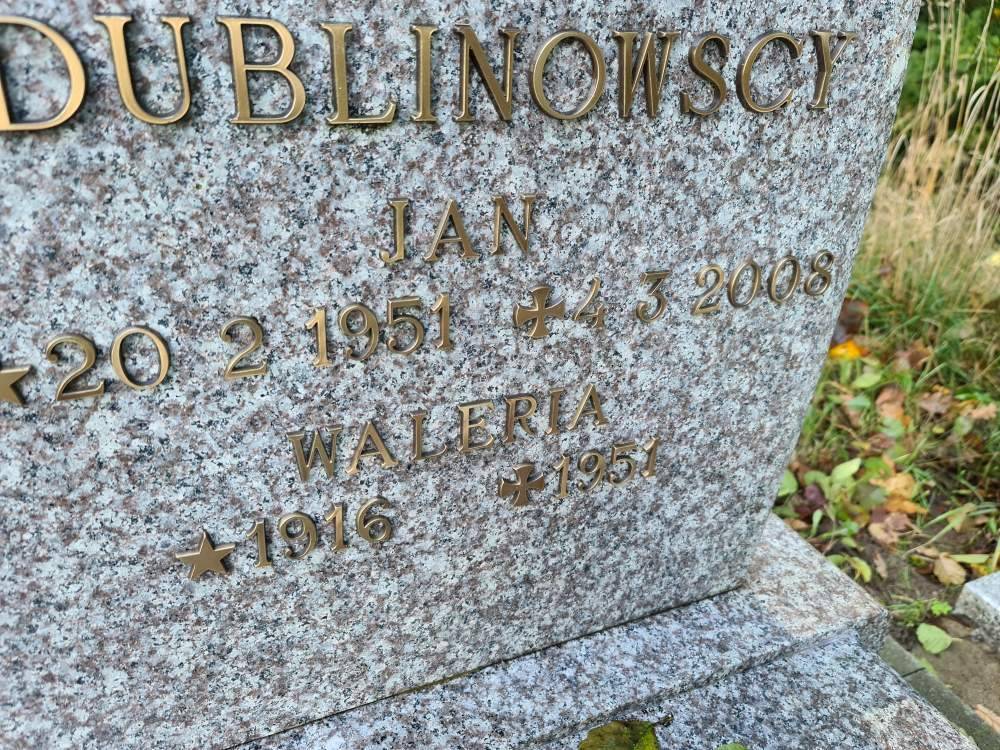 DUBLINOWSCY
JAN
★ 20 2 1951 ✠ 4 3 2008
WALERIA
★ 1916 ✠ 1951